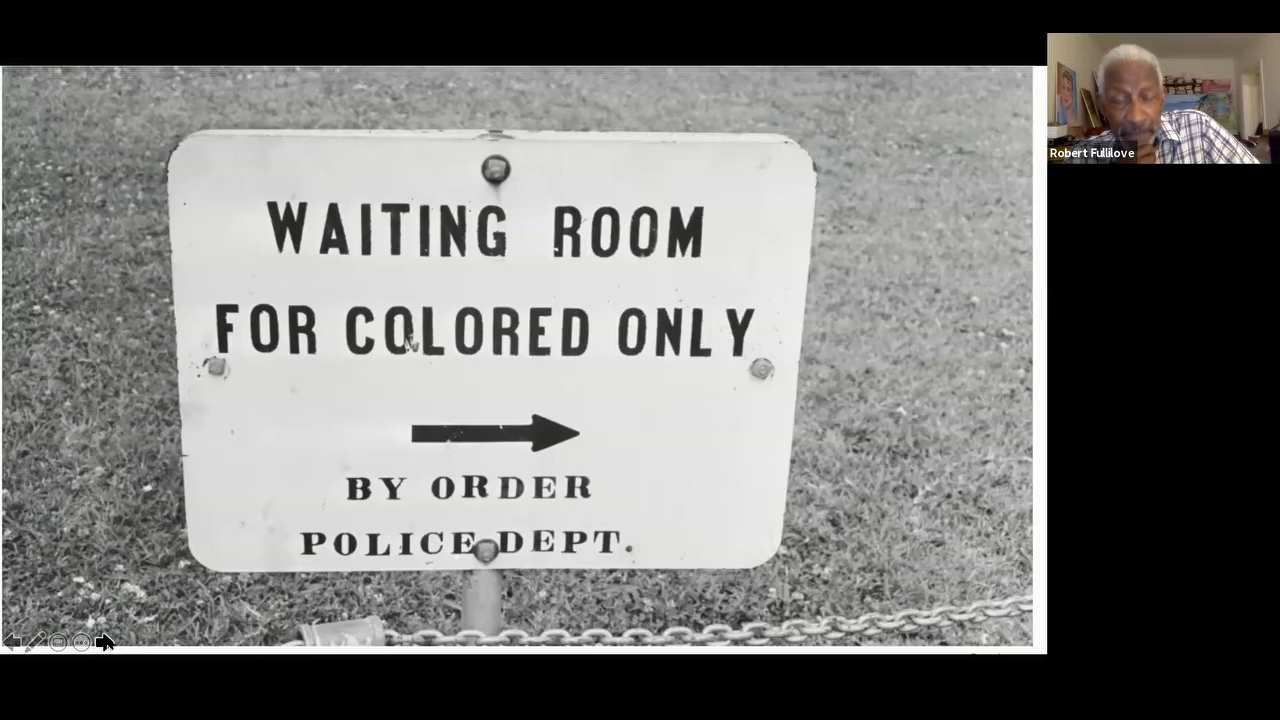 WAITING ROOM
FOR COLORED ONLY
BY ORDER
POLICE DEPT.
Robert Fullilove